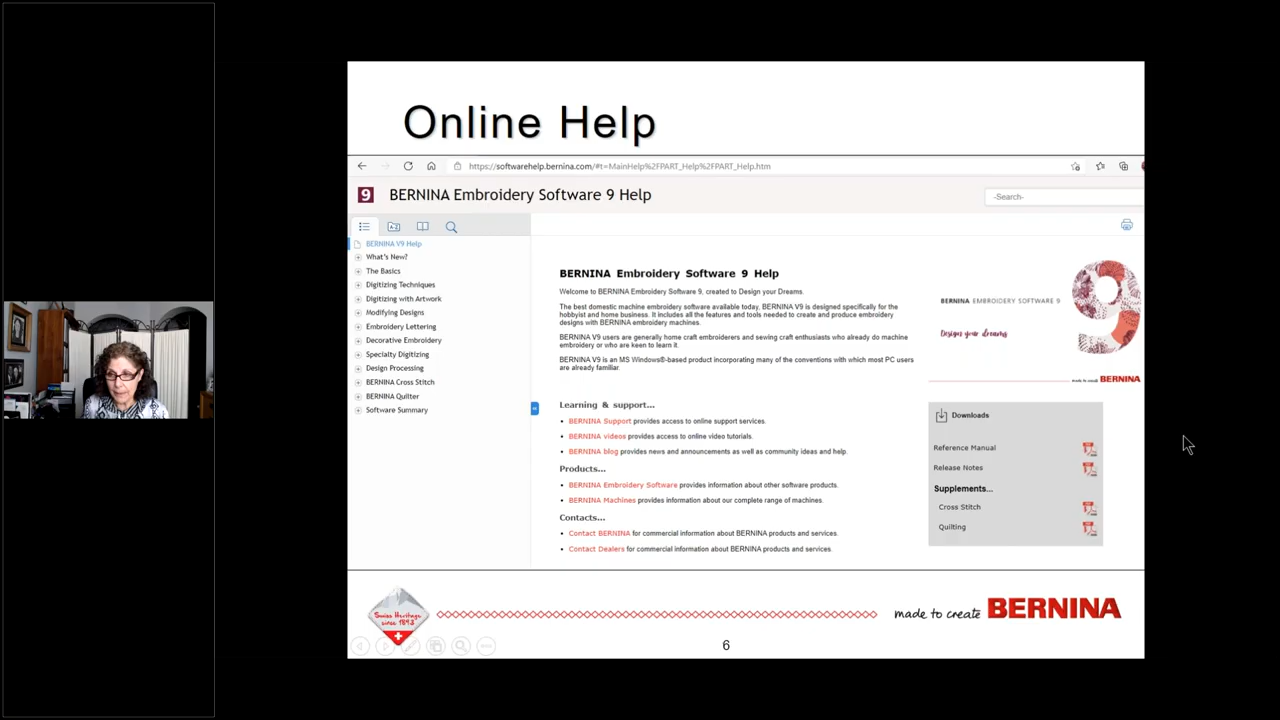 Online Help
https://softwarehelp.bernina.com/#t=MainHelp%2FPART_Help%2FPART_Help.htm
9 BERNINA Embroidery Software 9 Help
-Search-
BERNINA V9 Help
What's New?
The Basics
Digitizing Techniques
Digitizing with Artwork
Modifying Designs
Embroidery Lettering
Decorative Embroidery
Specialty Digitizing
Design Processing
BERNINA Cross Stitch
BERNINA Quilter
Software Summary
BERNINA Embroidery Software 9 Help
Welcome to BERNINA Embroidery Software 9, created to Design your Dreams.
The best domestic machine embroidery software available today, BERNINA V9 is designed specifically for the
hobbyist and home business. It includes all the features and tools needed to create and produce embroidery
designs with BERNINA embroidery machines.
BERNINA V9 users are generally home craft embroiderers and sewing craft enthusiasts who already do machine
embroidery or who are keen to learn it.
BERNINA V9 is an MS Windows®-based product incorporating many of the conventions with which most PC users
are already familiar.
Learning & support...
• BERNINA Support provides access to online support services.
• BERNINA videos provides access to online video tutorials.
• BERNINA blog provides news and announcements as well as community ideas and help.
Products...
• BERNINA Embroidery Software provides information about other software products.
• BERNINA Machines provides information about our complete range of machines.
Contacts...
• Contact BERNINA for commercial information about BERNINA products and services.
• Contact Dealers for commercial information about BERNINA products and services.
BERNINA EMBROIDERY SOFTWARE 9
Design your dreams
9
made to create BERNINA
Downloads
Reference Manual
Release Notes
Supplements...
Cross Stitch
Quilting
Swiss Heritage
since 1893
made to create BERNINA
6